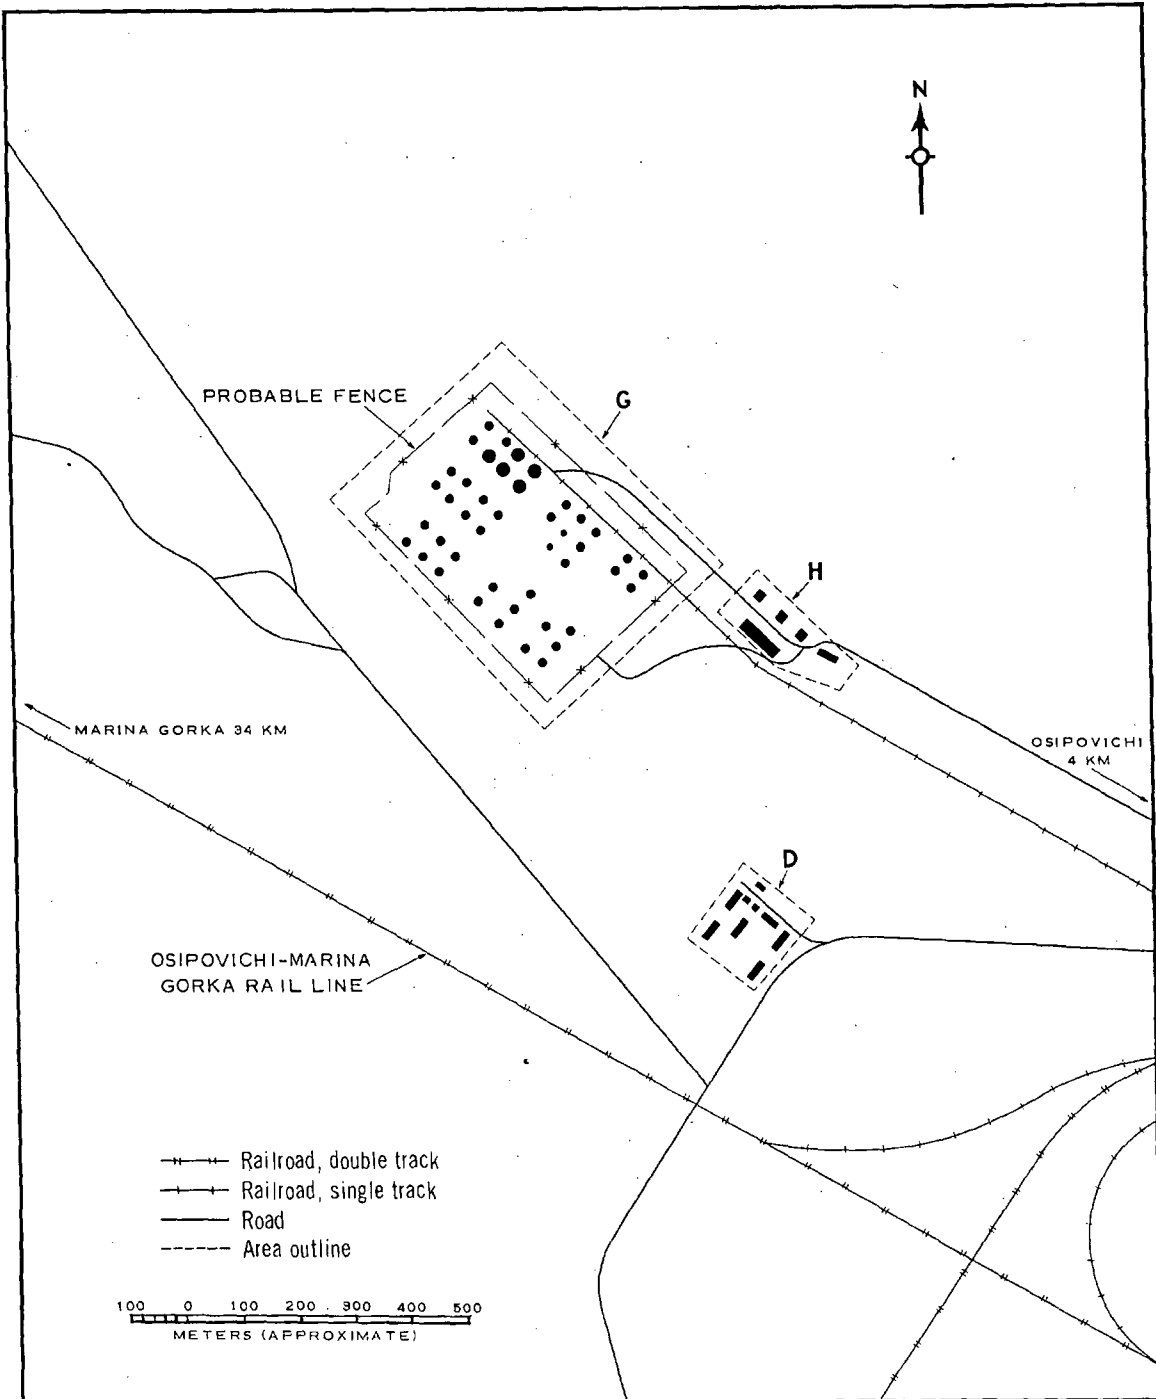 N
PROBABLE FENCE
G
H
MARINA GORKA 34 KM
OSIPOVICHI
4 KM
D
OSIPOVICHI-MARINA
GORKA RAIL LINE
Railroad, double track
Railroad, single track
Road
Area outline
100 0 100 200 300 400 500
METERS (APPROXIMATE)